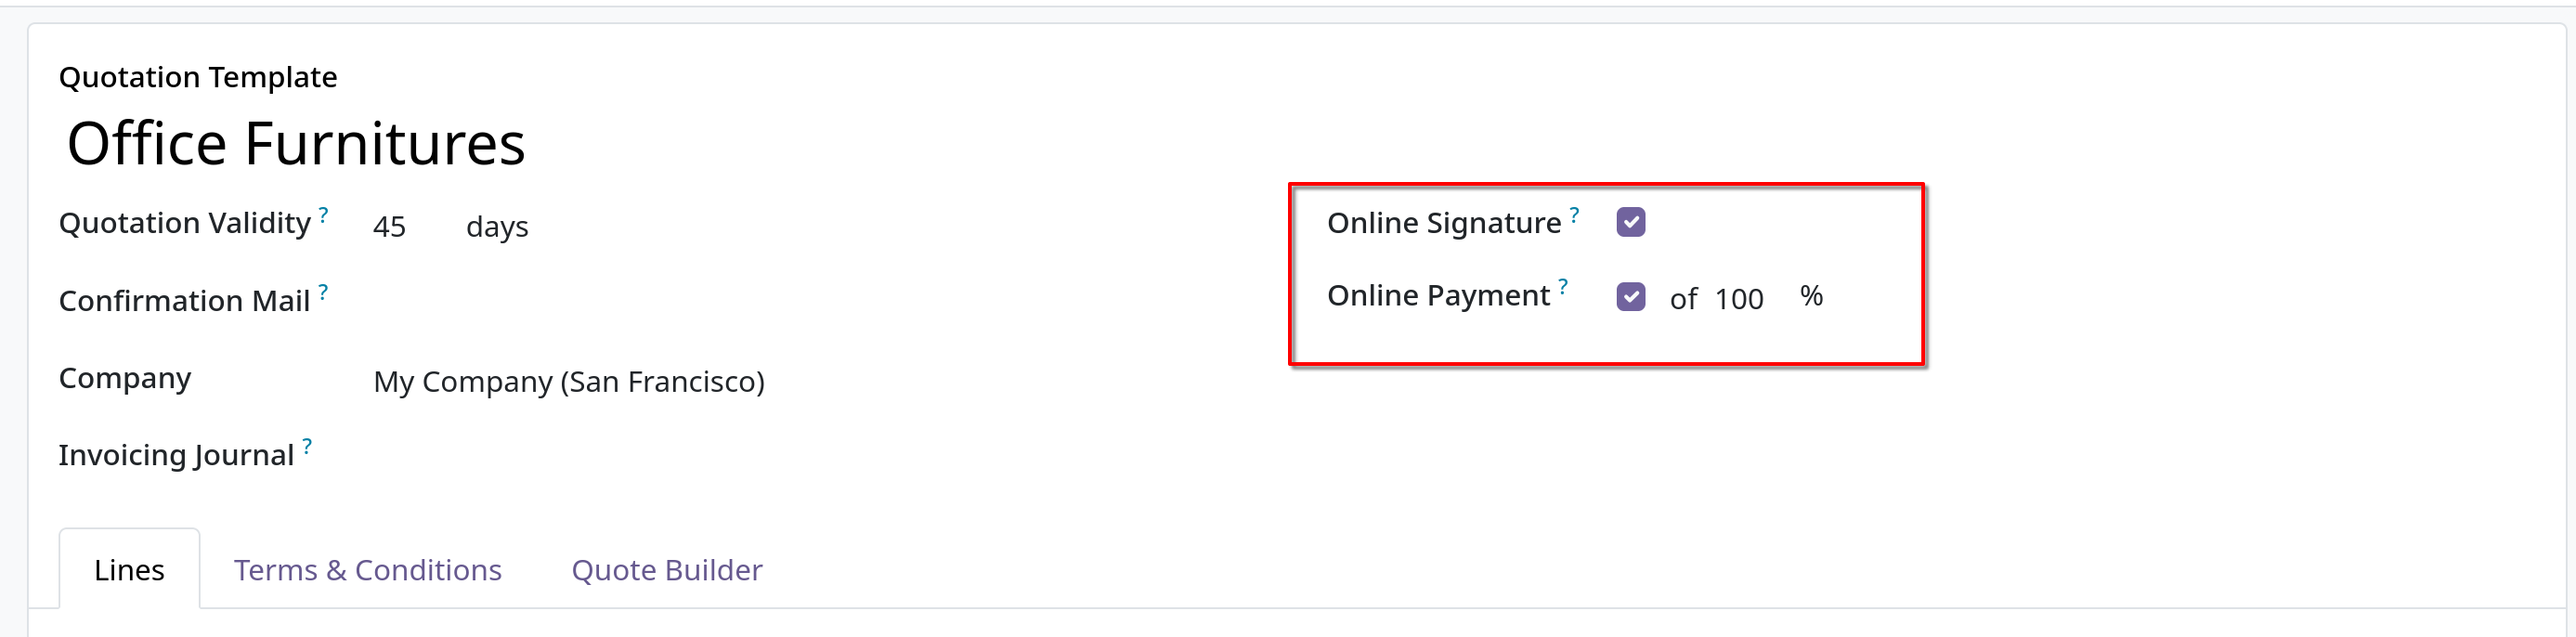 Quotation Template
Office Furnitures
Quotation Validity ? 45 days
Online Signature ?
Confirmation Mail ?
Online Payment ? of 100 %
Company My Company (San Francisco)
Invoicing Journal ?
Lines Terms & Conditions Quote Builder